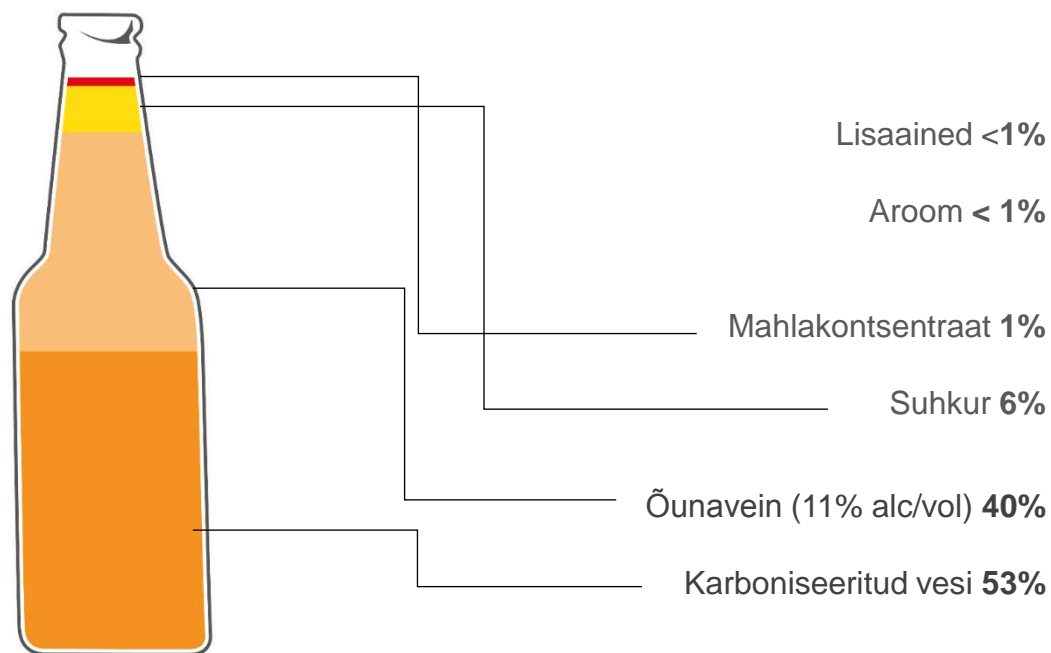 Lisaained <1%
Aroom < 1%
Mahlakontsentraat 1%
Suhkur 6%
Õunavein (11% alc/vol) 40%
Karboniseeritud vesi 53%